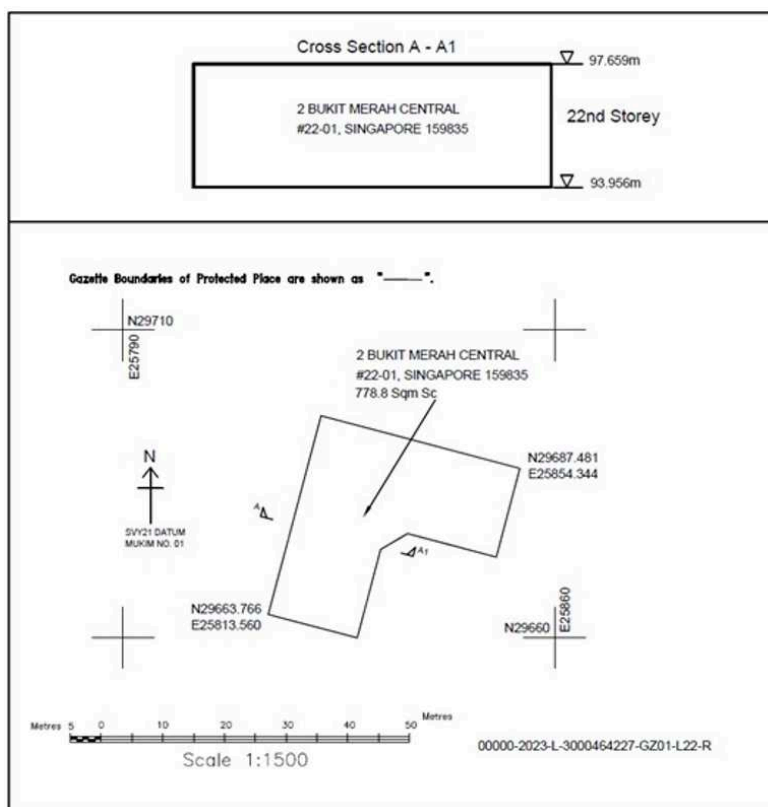 Cross Section A - A1
97.659m
2 BUKIT MERAH CENTRAL
#22-01, SINGAPORE 159835
22nd Storey
93.956m
Gazette Boundaries of Protected Place are shown as "———".
N29710
E25790
2 BUKIT MERAH CENTRAL
#22-01, SINGAPORE 159835
778.8 Sqm Sc
N29687.481
E25854.344
N
SVY21 DATUM
MUKIM NO. 01
A
A1
N29663.766
E25813.560
N29660
E25860
Metres 5 0 10 20 30 40 50 Metres
Scale 1:1500
00000-2023-L-3000464227-GZ01-L22-R